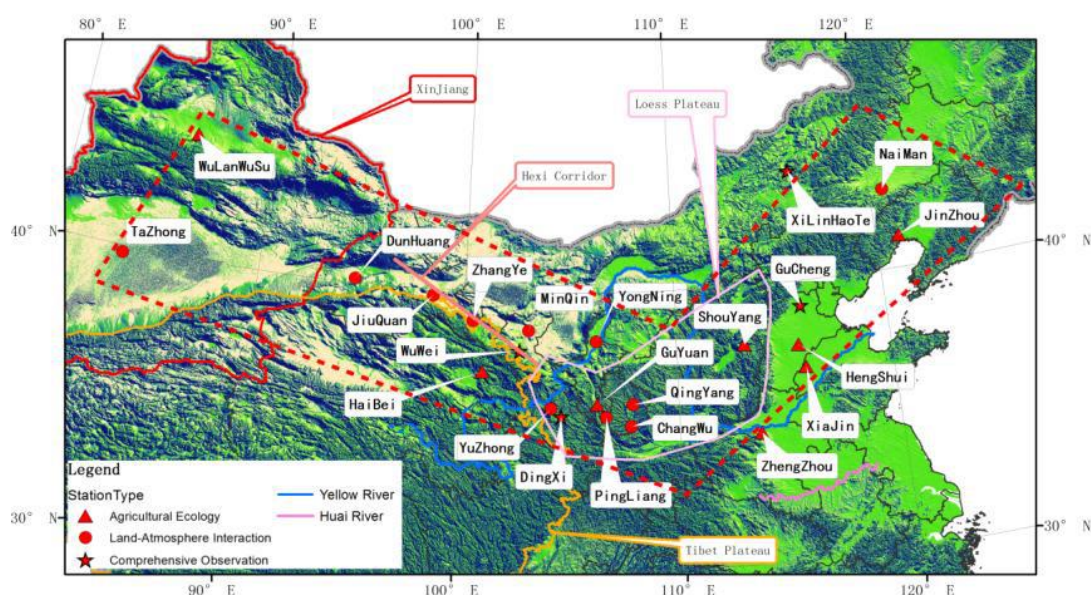 80° E
90° E
100° E
110° E
120° E
XinJiang
Loess Plateau
WuLanWuSu
NaiMan
Hexi Corridor
XiLinHaoTe
JinZhou
40° N
TaZhong
DunHuang
40° N
ZhangYe
GuCheng
MinQin
YongNing
JiuQuan
ShouYang
WuWei
GuYuan
HengShui
HaiBei
QingYang
XiaJin
YuZhong
ChangWu
ZhengZhou
DingXi
PingLiang
Legend
StationType
Yellow River
Agricultural Ecology
Huai River
Land-Atmosphere Interaction
Comprehensive Observation
30° N
30° N
Tibet Plateau
90° E
100° E
110° E
120° E